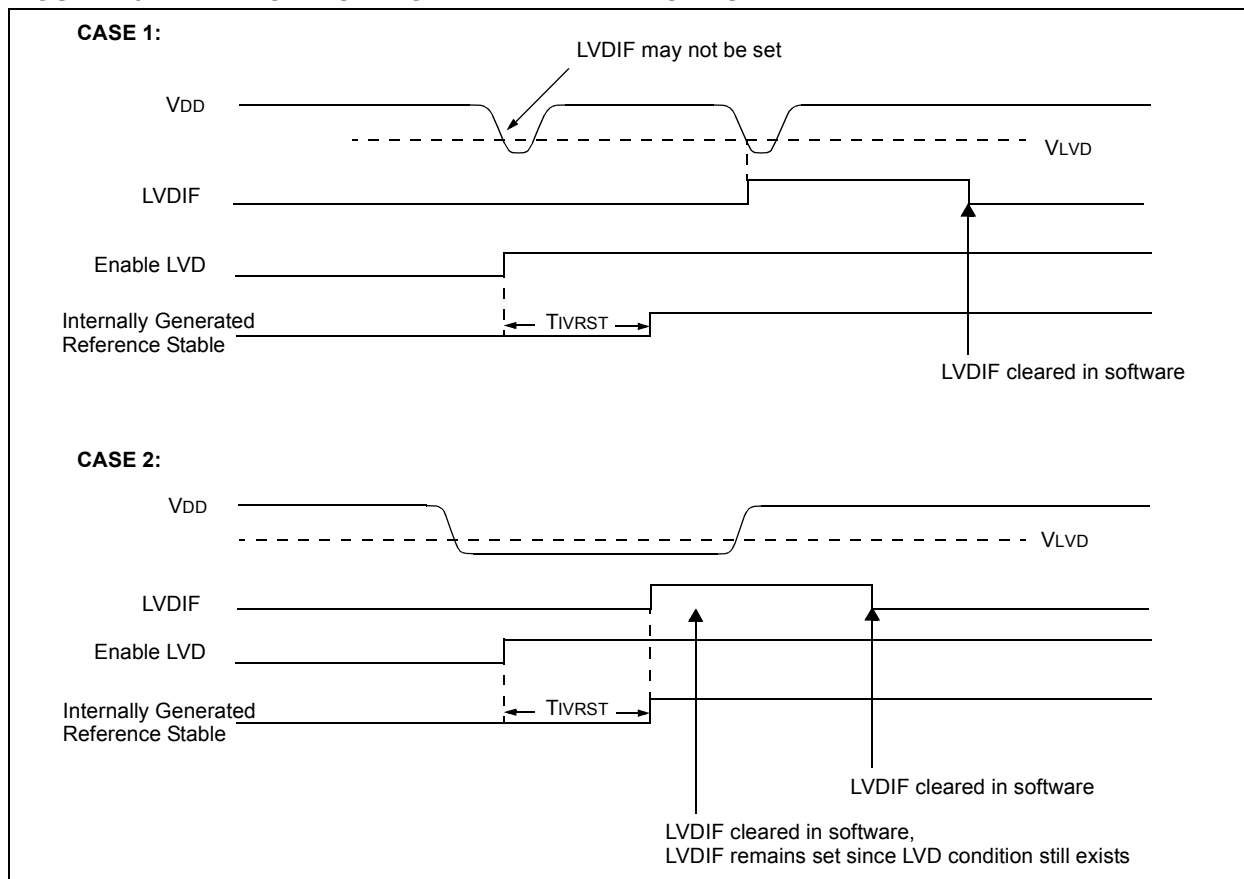 CASE 1:
LVDIF may not be set
VDD
VLVD
LVDIF
Enable LVD
Internally Generated
Reference Stable
TIVRST
LVDIF cleared in software
CASE 2:
VDD
VLVD
LVDIF
Enable LVD
Internally Generated
Reference Stable
TIVRST
LVDIF cleared in software
LVDIF cleared in software,
LVDIF remains set since LVD condition still exists